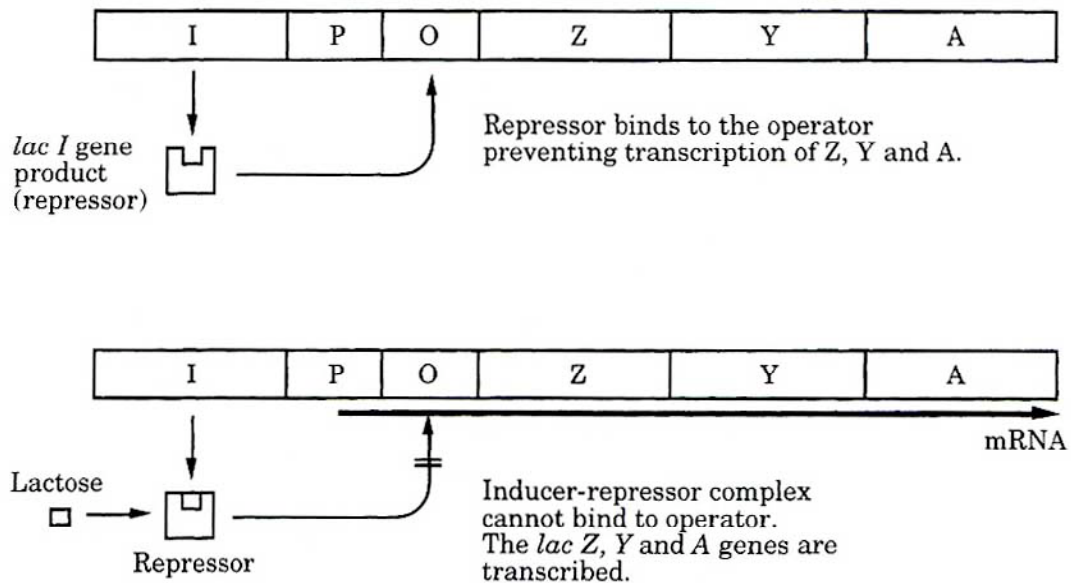 I P O Z Y A
lac I gene
product
(repressor)
Repressor binds to the operator
preventing transcription of Z, Y and A.
I P O Z Y A
mRNA
Lactose
Repressor
Inducer-repressor complex
cannot bind to operator.
The lac Z, Y and A genes are
transcribed.